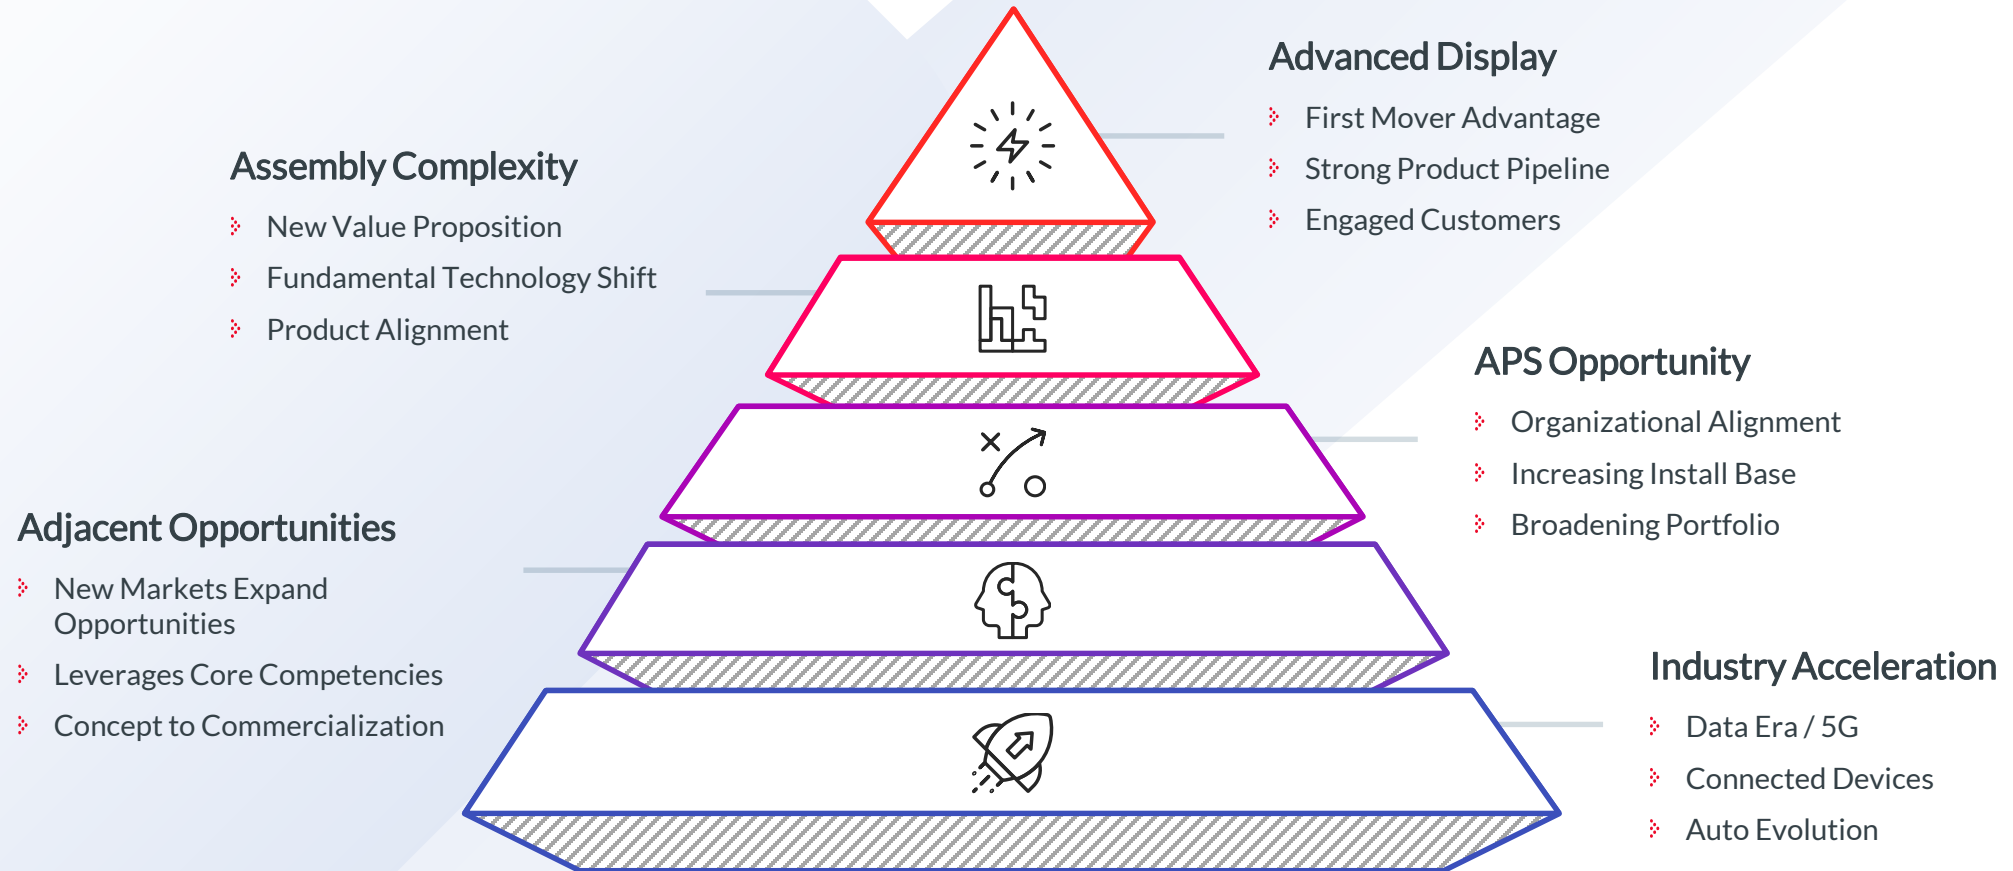 Advanced Display
First Mover Advantage
Strong Product Pipeline
Engaged Customers
Assembly Complexity
New Value Proposition
Fundamental Technology Shift
Product Alignment
APS Opportunity
Organizational Alignment
Increasing Install Base
Broadening Portfolio
Adjacent Opportunities
New Markets Expand
Opportunities
Leverages Core Competencies
Concept to Commercialization
Industry Acceleration
Data Era / 5G
Connected Devices
Auto Evolution